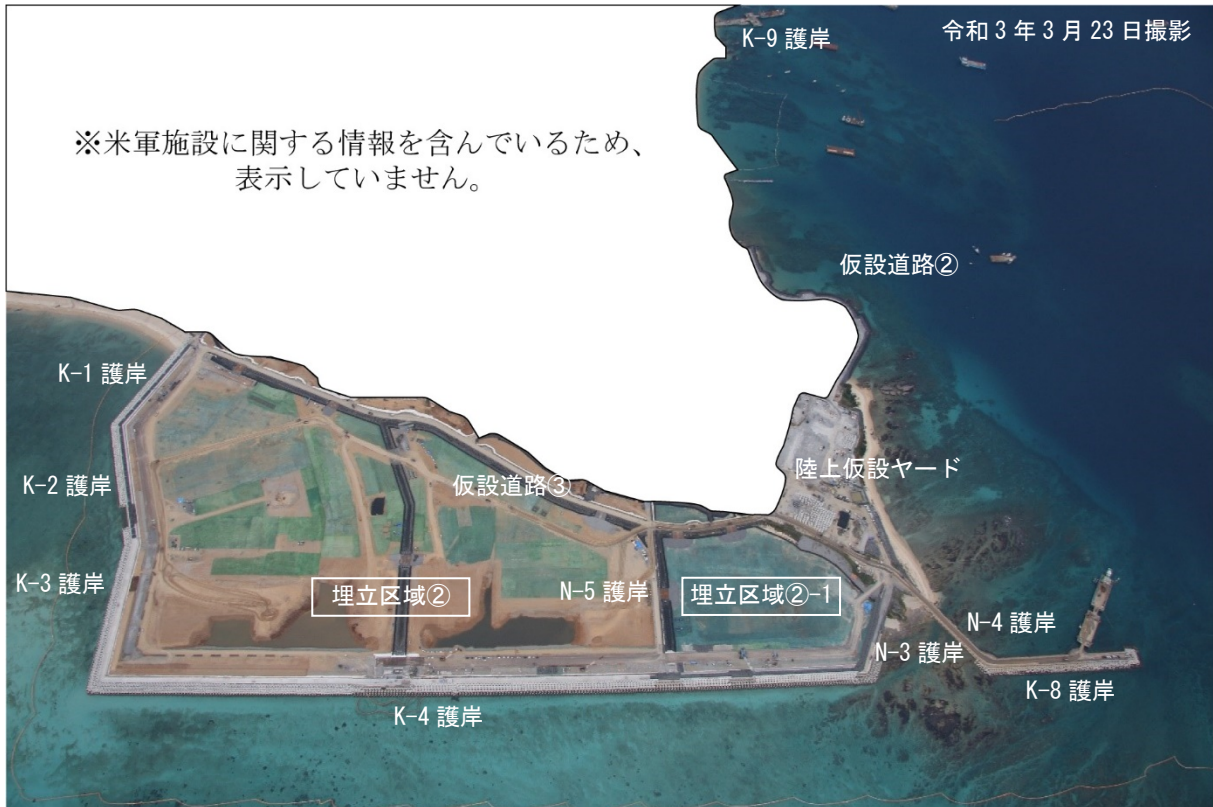 K-9 護岸
令和 3 年 3 月 23 日撮影
※米軍施設に関する情報を含んでいるため、
表示していません。
仮設道路②
K-1 護岸
陸上仮設ヤード
K-2 護岸
仮設道路③
K-3 護岸
埋立区域②
N-5 護岸
埋立区域②-1
N-4 護岸
N-3 護岸
K-8 護岸
K-4 護岸